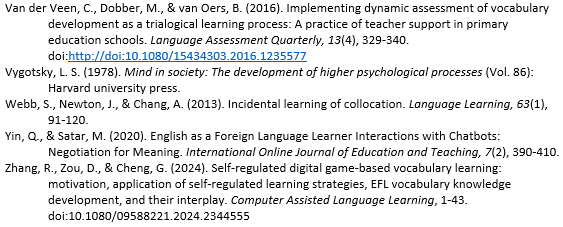 Van der Veen, C., Dobber, M., & van Oers, B. (2016). Implementing dynamic assessment of vocabulary
development as a trialogical learning process: A practice of teacher support in primary
education schools. Language Assessment Quarterly, 13(4), 329-340.
doi:http://doi:10.1080/15434303.2016.1235577
Vygotsky, L. S. (1978). Mind in society: The development of higher psychological processes (Vol. 86):
Harvard university press.
Webb, S., Newton, J., & Chang, A. (2013). Incidental learning of collocation. Language Learning, 63(1),
91-120.
Yin, Q., & Satar, M. (2020). English as a Foreign Language Learner Interactions with Chatbots:
Negotiation for Meaning. International Online Journal of Education and Teaching, 7(2), 390-410.
Zhang, R., Zou, D., & Cheng, G. (2024). Self-regulated digital game-based vocabulary learning:
motivation, application of self-regulated learning strategies, EFL vocabulary knowledge
development, and their interplay. Computer Assisted Language Learning, 1-43.
doi:10.1080/09588221.2024.2344555